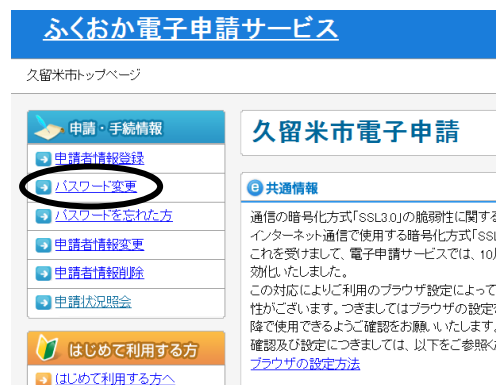 ふくおか電子申請サービス
久留米市トップページ
申請・手続情報
申請者情報登録
パスワード変更
パスワードを忘れた方
申請者情報変更
申請者情報削除
申請状況照会
はじめて利用する方
はじめて利用する方へ
久留米市電子申請
共通情報
通信の暗号化方式「SSL3.0」の脆弱性に関する
インターネット通信で使用する暗号化方式「SSL
これを受けまして、電子申請サービスでは、10
効化いたしました。
この対応によりご利用のブラウザ設定によって
性がございます。つきましてはブラウザの設定
降で使用できるようご確認をお願いいたします。
確認及び設定につきましては、以下をご参照く
ブラウザの設定方法